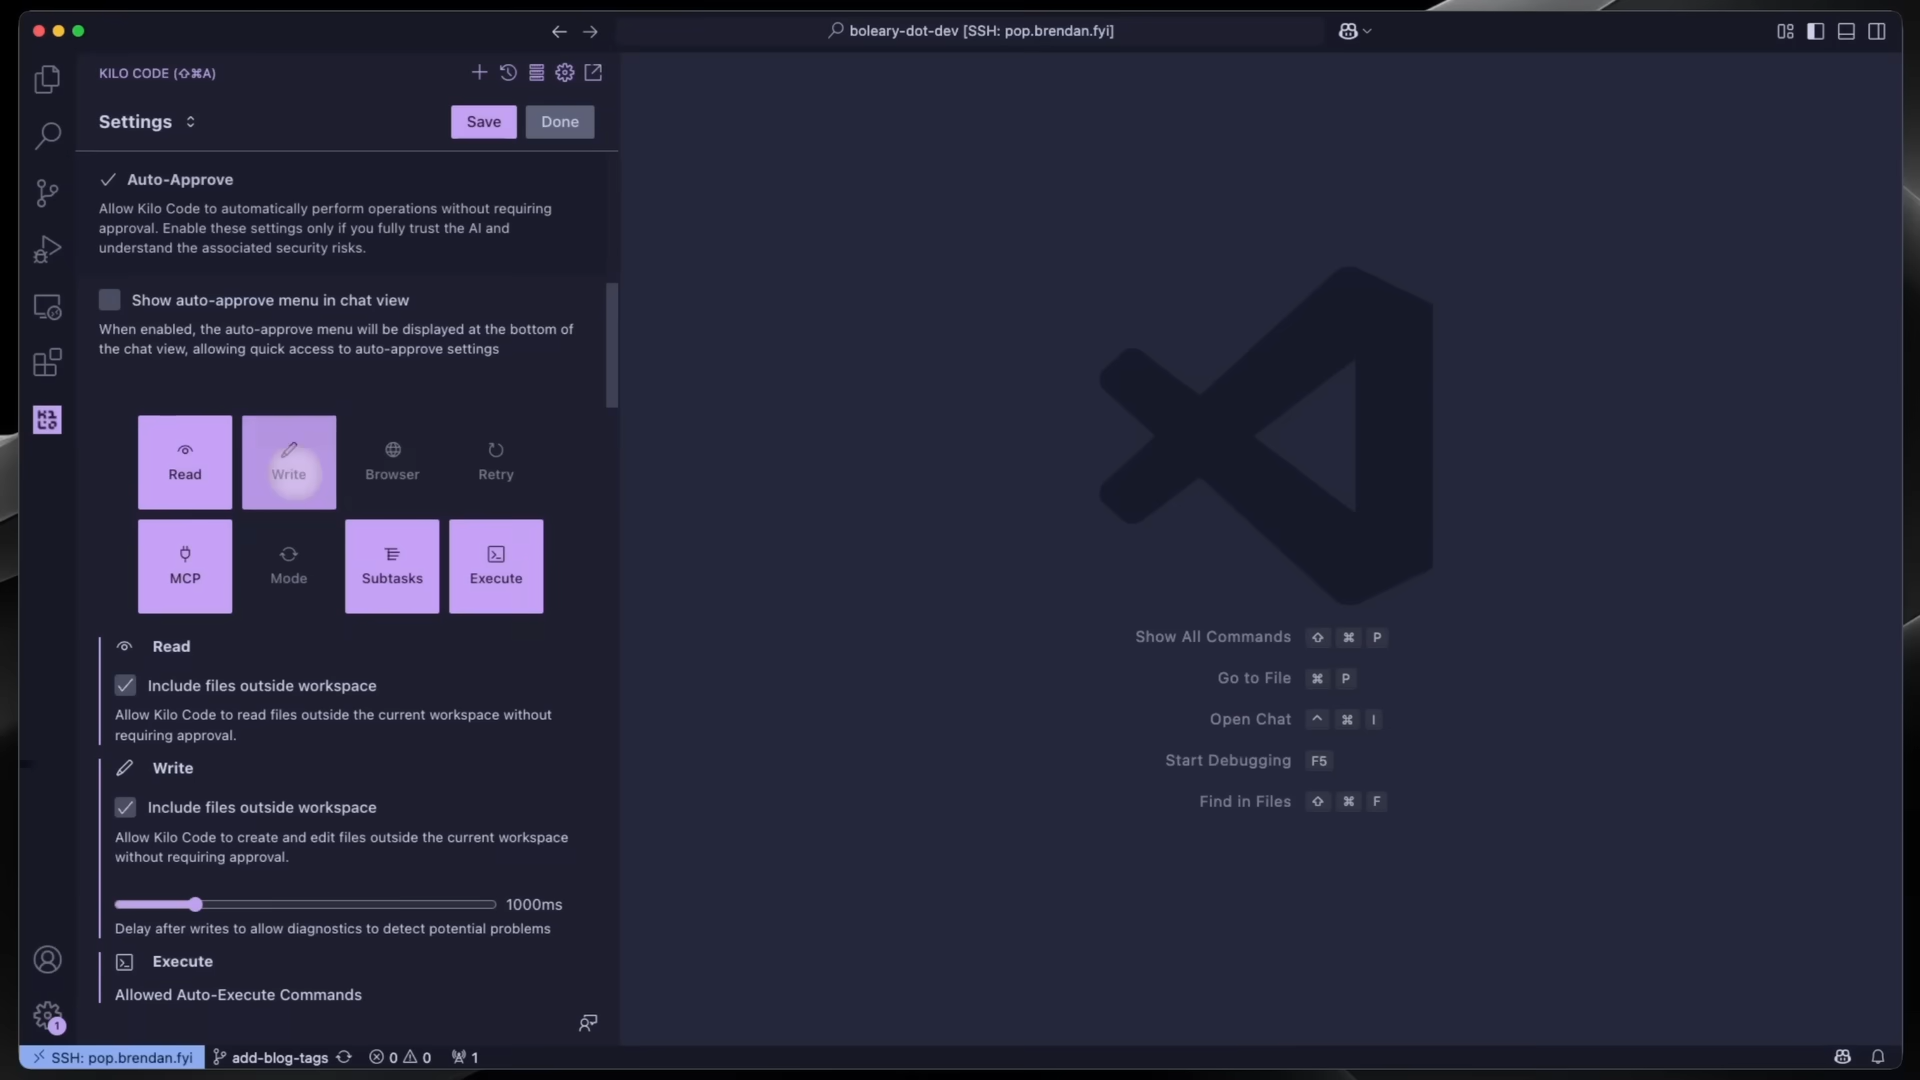 boleary-dot-dev [SSH: pop.brendan.fyi]
KILO CODE (⇧⌘A)
Settings
Save
Done
Auto-Approve
Allow Kilo Code to automatically perform operations without requiring
approval. Enable these settings only if you fully trust the AI and
understand the associated security risks.
Show auto-approve menu in chat view
When enabled, the auto-approve menu will be displayed at the bottom of
the chat view, allowing quick access to auto-approve settings
Read
Write
Browser
Retry
MCP
Mode
Subtasks
Execute
Read
Include files outside workspace
Allow Kilo Code to read files outside the current workspace without
requiring approval.
Write
Include files outside workspace
Allow Kilo Code to create and edit files outside the current workspace
without requiring approval.
1000ms
Delay after writes to allow diagnostics to detect potential problems
Execute
Allowed Auto-Execute Commands
Show All Commands ⇧ ⌘ P
Go to File ⌘ P
Open Chat ^ ⌘ I
Start Debugging F5
Find in Files ⇧ ⌘ F
1
SSH: pop.brendan.fyi
add-blog-tags
0
0
1